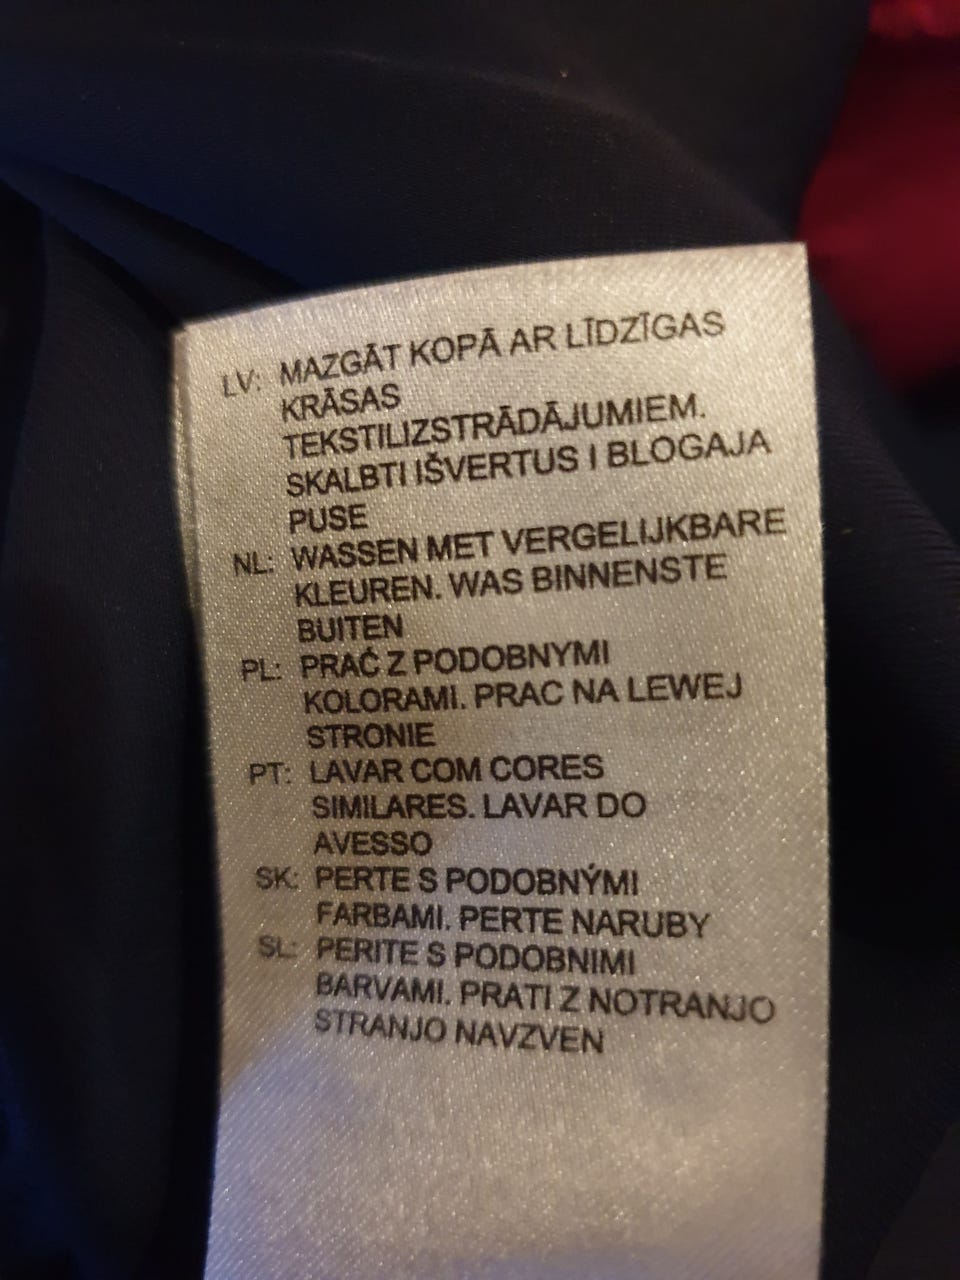 LV: MAZGĀT KOPĀ AR LĪDZĪGAS
KRĀSAS
TEKSTILIZSTRĀDĀJUMIEM.
SKALBTI IŠVERTUS I BLOGAJA
PUSE
NL: WASSEN MET VERGELIJKBARE
KLEUREN. WAS BINNENSTE
BUITEN
PL: PRAĆ Z PODOBNYMI
KOLORAMI. PRAC NA LEWEJ
STRONIE
PT: LAVAR COM CORES
SIMILARES. LAVAR DO
AVESSO
SK: PERTE S PODOBNÝMI
FARBAMI. PERTE NARUBY
SL: PERITE S PODOBNIMI
BARVAMI. PRATI Z NOTRANJO
STRANJO NAVZVEN